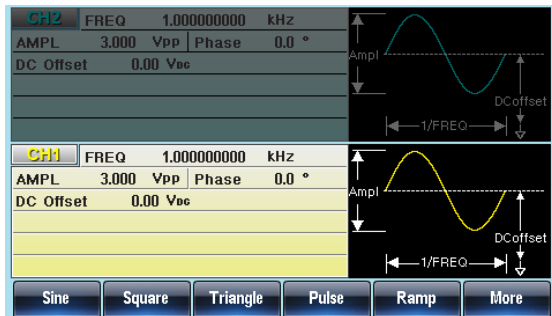 CH2 FREQ 1.000000000 kHz
AMPL 3.000 Vpp Phase 0.0 °
DC Offset 0.00 VDC
Ampl
DCoffset
1/FREQ
CH1 FREQ 1.000000000 kHz
AMPL 3.000 Vpp Phase 0.0 °
DC Offset 0.00 VDC
Ampl
DCoffset
1/FREQ
Sine Square Triangle Pulse Ramp More